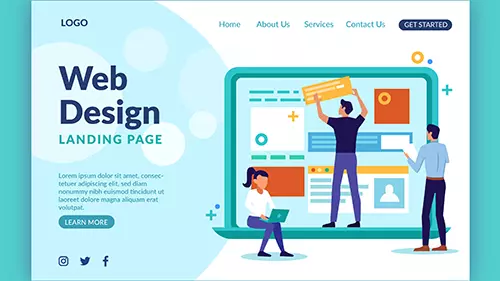 LOGO
Home About Us Services Contact Us GET STARTED
Web
Design
LANDING PAGE
Lorem ipsum dolor sit amet, consectetur-
adipiscing elit, sed diam nonummy nibh
euismod tincidunt ut laoreet dolore
magna aliquam erat
volutpat.
LEARN MORE